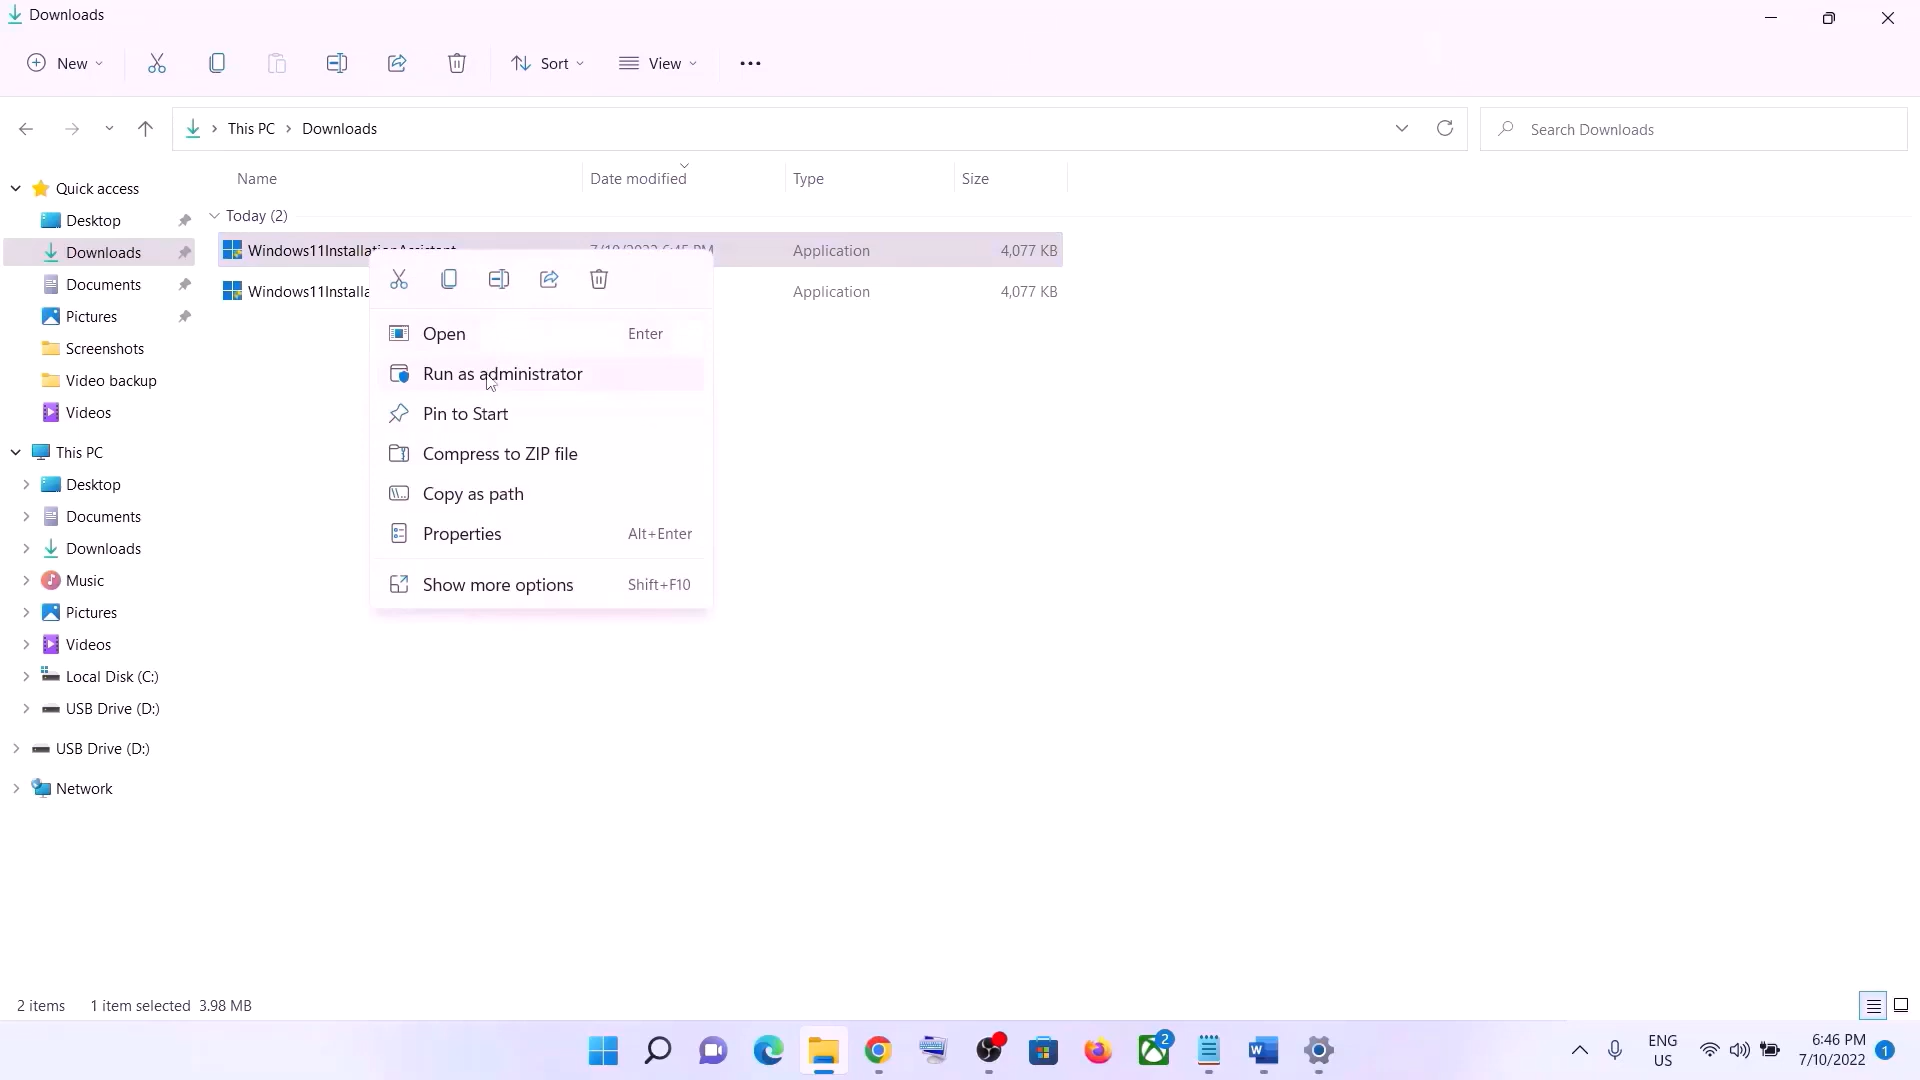 Downloads
New
Sort
View
This PC
Downloads
Search Downloads
Name
Date modified
Type
Size
Quick access
Desktop
Downloads
Documents
Pictures
Screenshots
Video backup
Videos
This PC
Desktop
Documents
Downloads
Music
Pictures
Videos
Local Disk (C:)
USB Drive (D:)
USB Drive (D:)
Network
Today (2)
Windows11InstallationAssistant
Application
4,077 KB
Windows11Installa
Application
4,077 KB
Open
Enter
Run as administrator
Pin to Start
Compress to ZIP file
Copy as path
Properties
Alt+Enter
Show more options
Shift+F10
2 items
1 item selected 3.98 MB
2
ENG
US
6:46 PM
7/10/2022
1